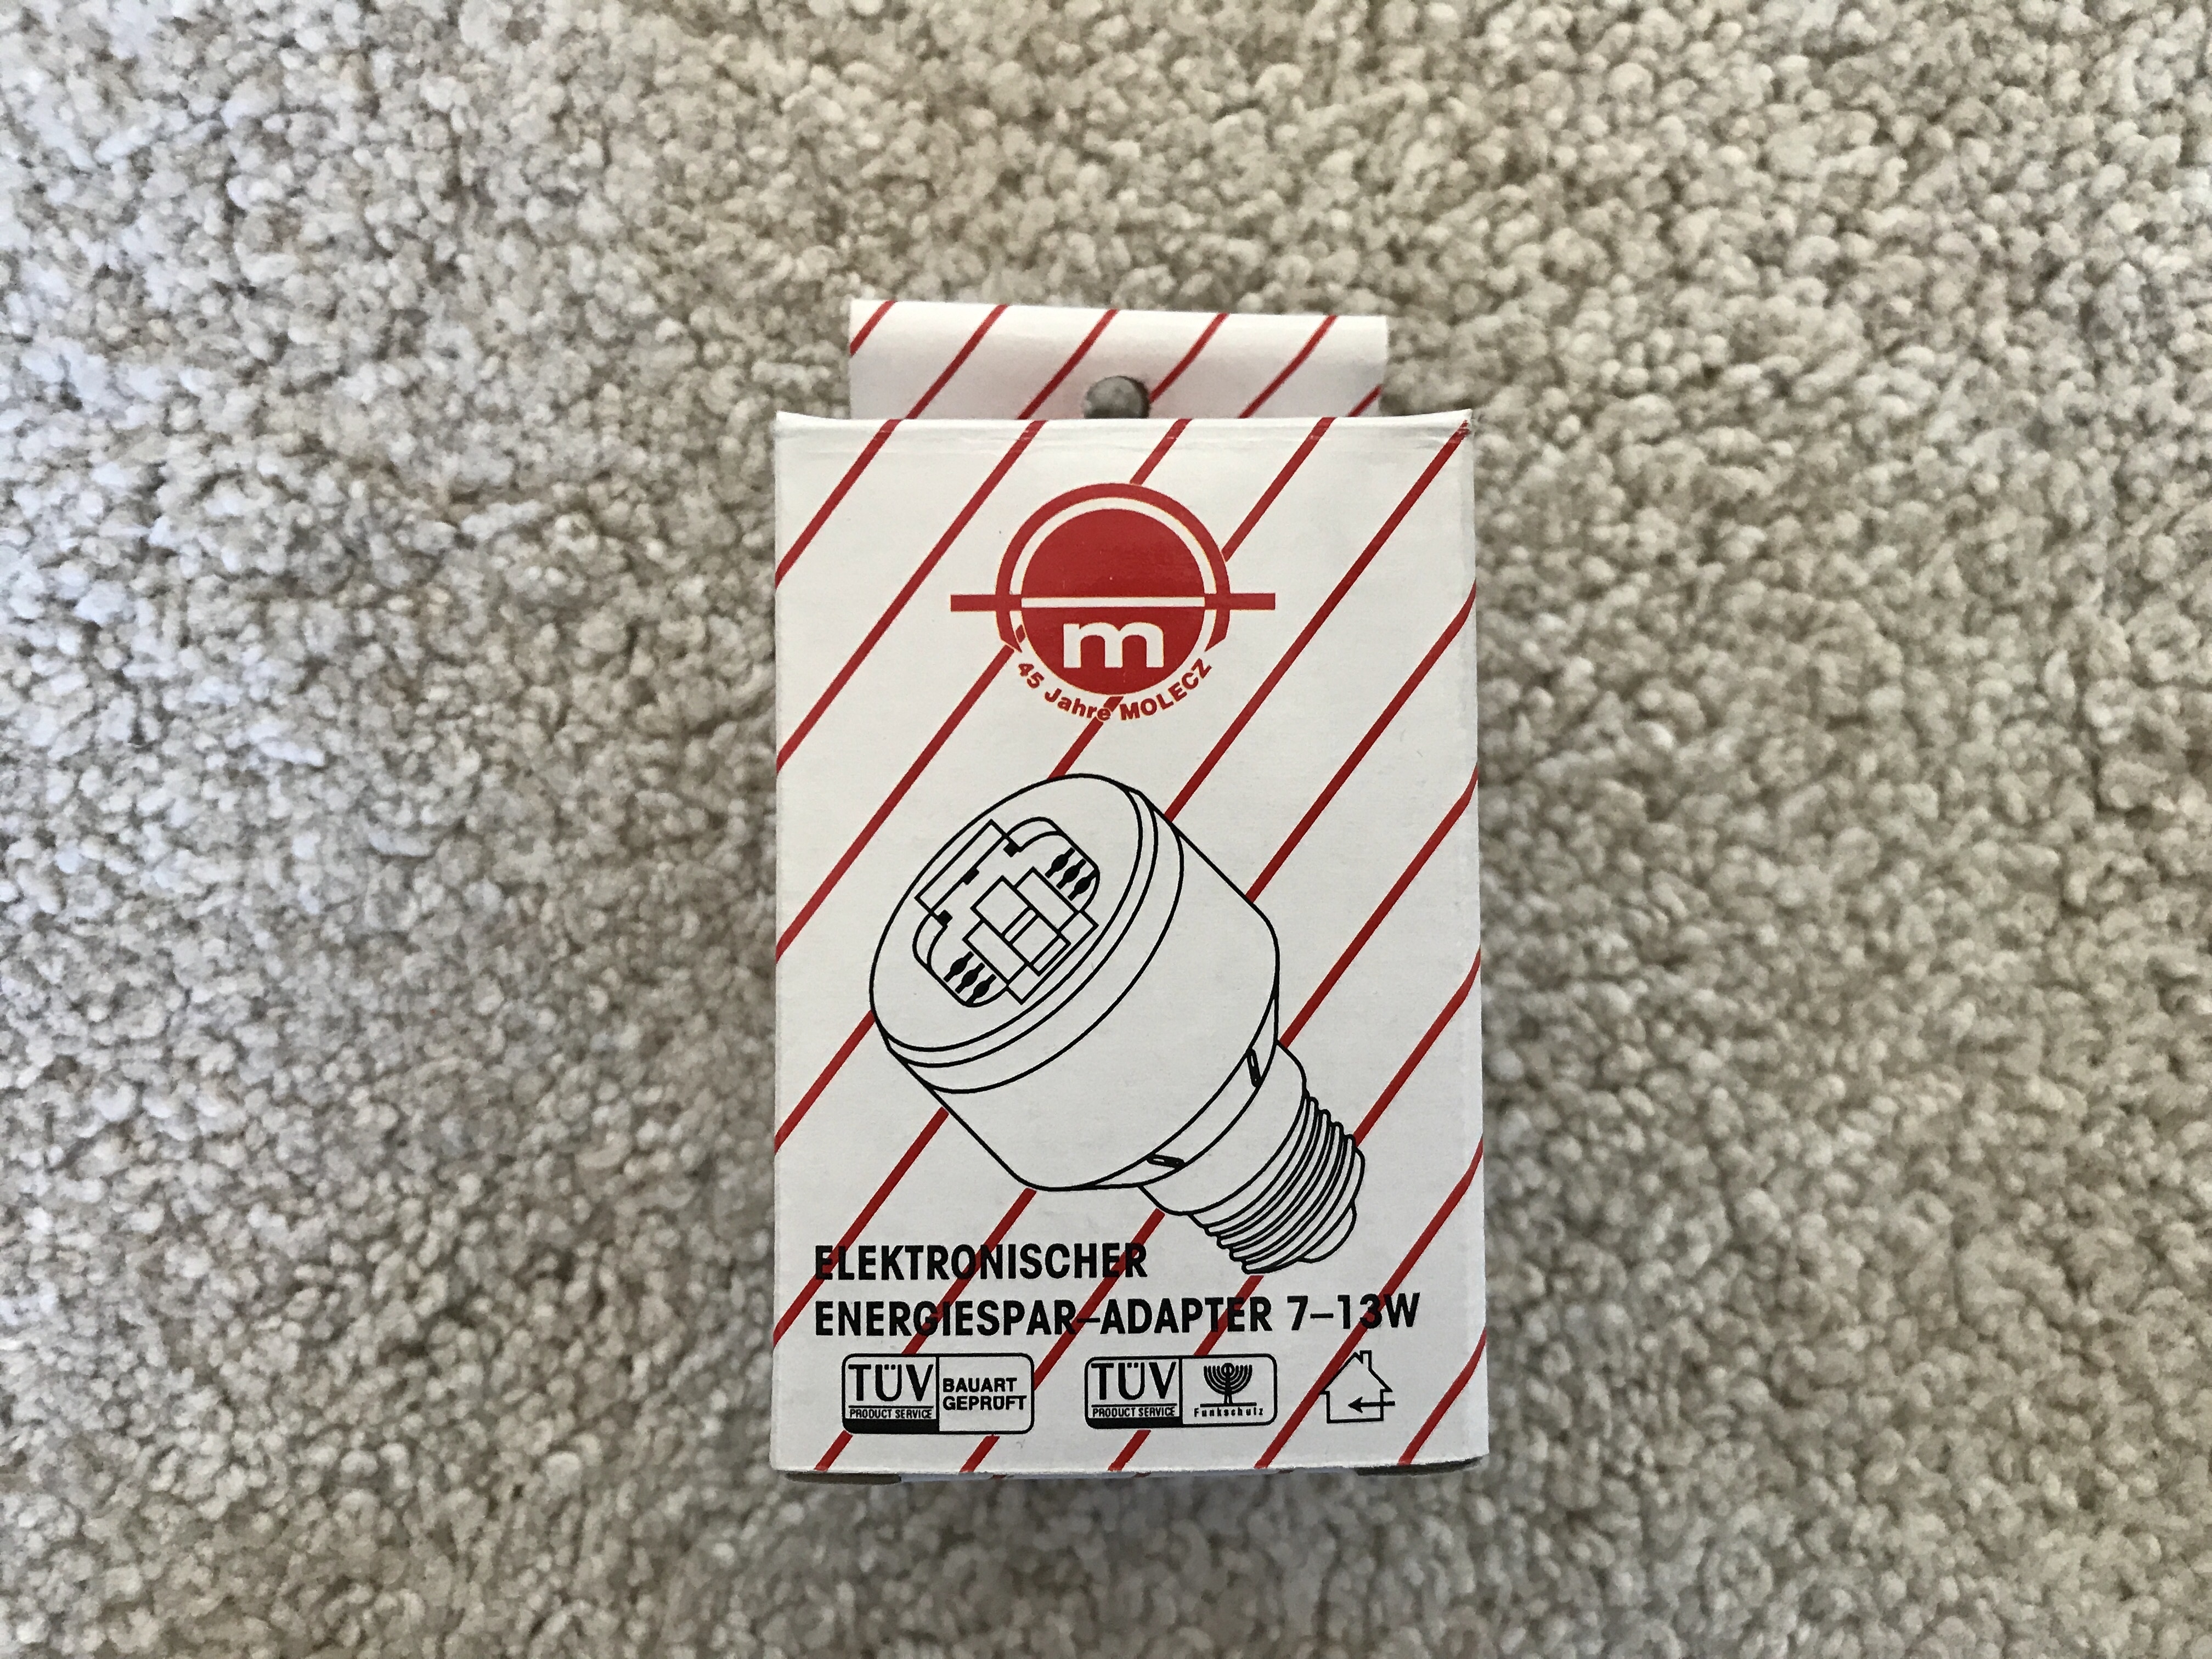 m
45 Jahre MOLECZ
ELEKTRONISCHER
ENERGIESPAR-ADAPTER 7-13W
TÜV
PRODUCT SERVICE
BAUART
GEPRÜFT
TÜV
PRODUCT SERVICE
Funkschutz